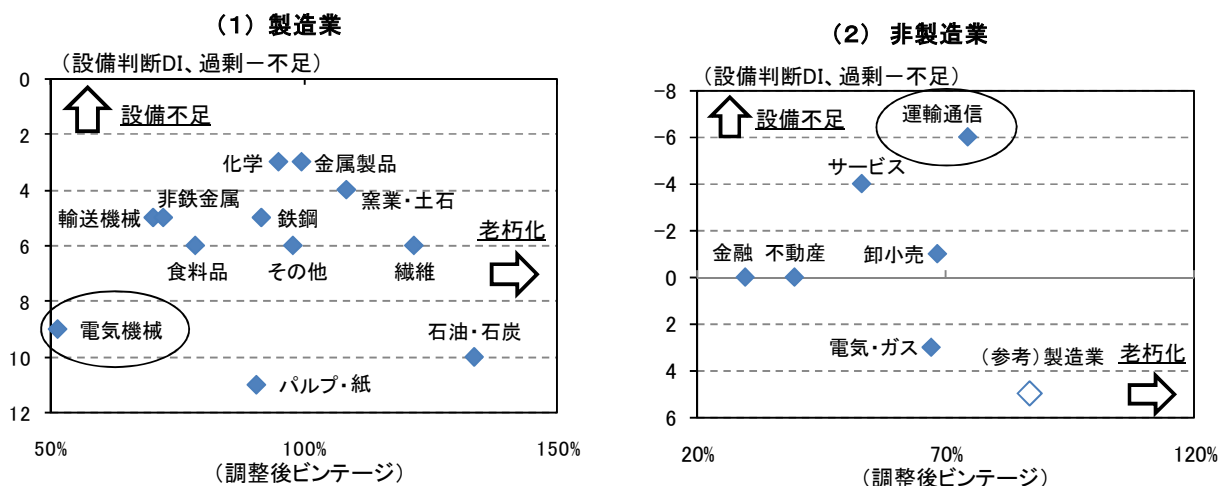 (1) 製造業
(設備判断DI、過剰-不足)
0
2
4
6
8
10
12
設備不足
化学
金属製品
非鉄金属
窯業・土石
輸送機械
鉄鋼
老朽化
食料品
その他
繊維
電気機械
石油・石炭
パルプ・紙
50%
100%
150%
(調整後ビンテージ)
(2) 非製造業
(設備判断DI、過剰-不足)
-8
-6
-4
-2
0
2
4
6
設備不足
運輸通信
サービス
金融
不動産
卸小売
電気・ガス
(参考)製造業
老朽化
20%
70%
120%
(調整後ビンテージ)